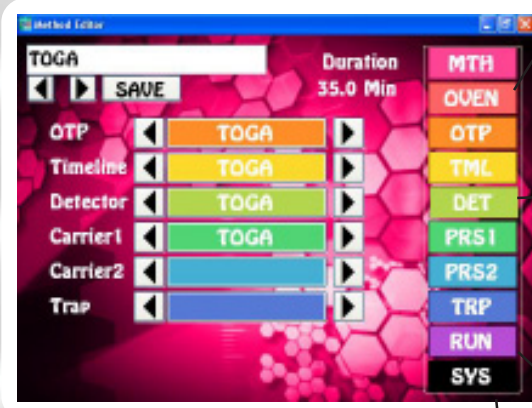 Method Editor
TOGA
Duration
SAVE
35.0 Min
OTP TOGA
Timeline TOGA
Detector TOGA
Carrier1 TOGA
Carrier2
Trap
MTH
OVEN
OTP
TML
DET
PRS1
PRS2
TRP
RUN
SYS